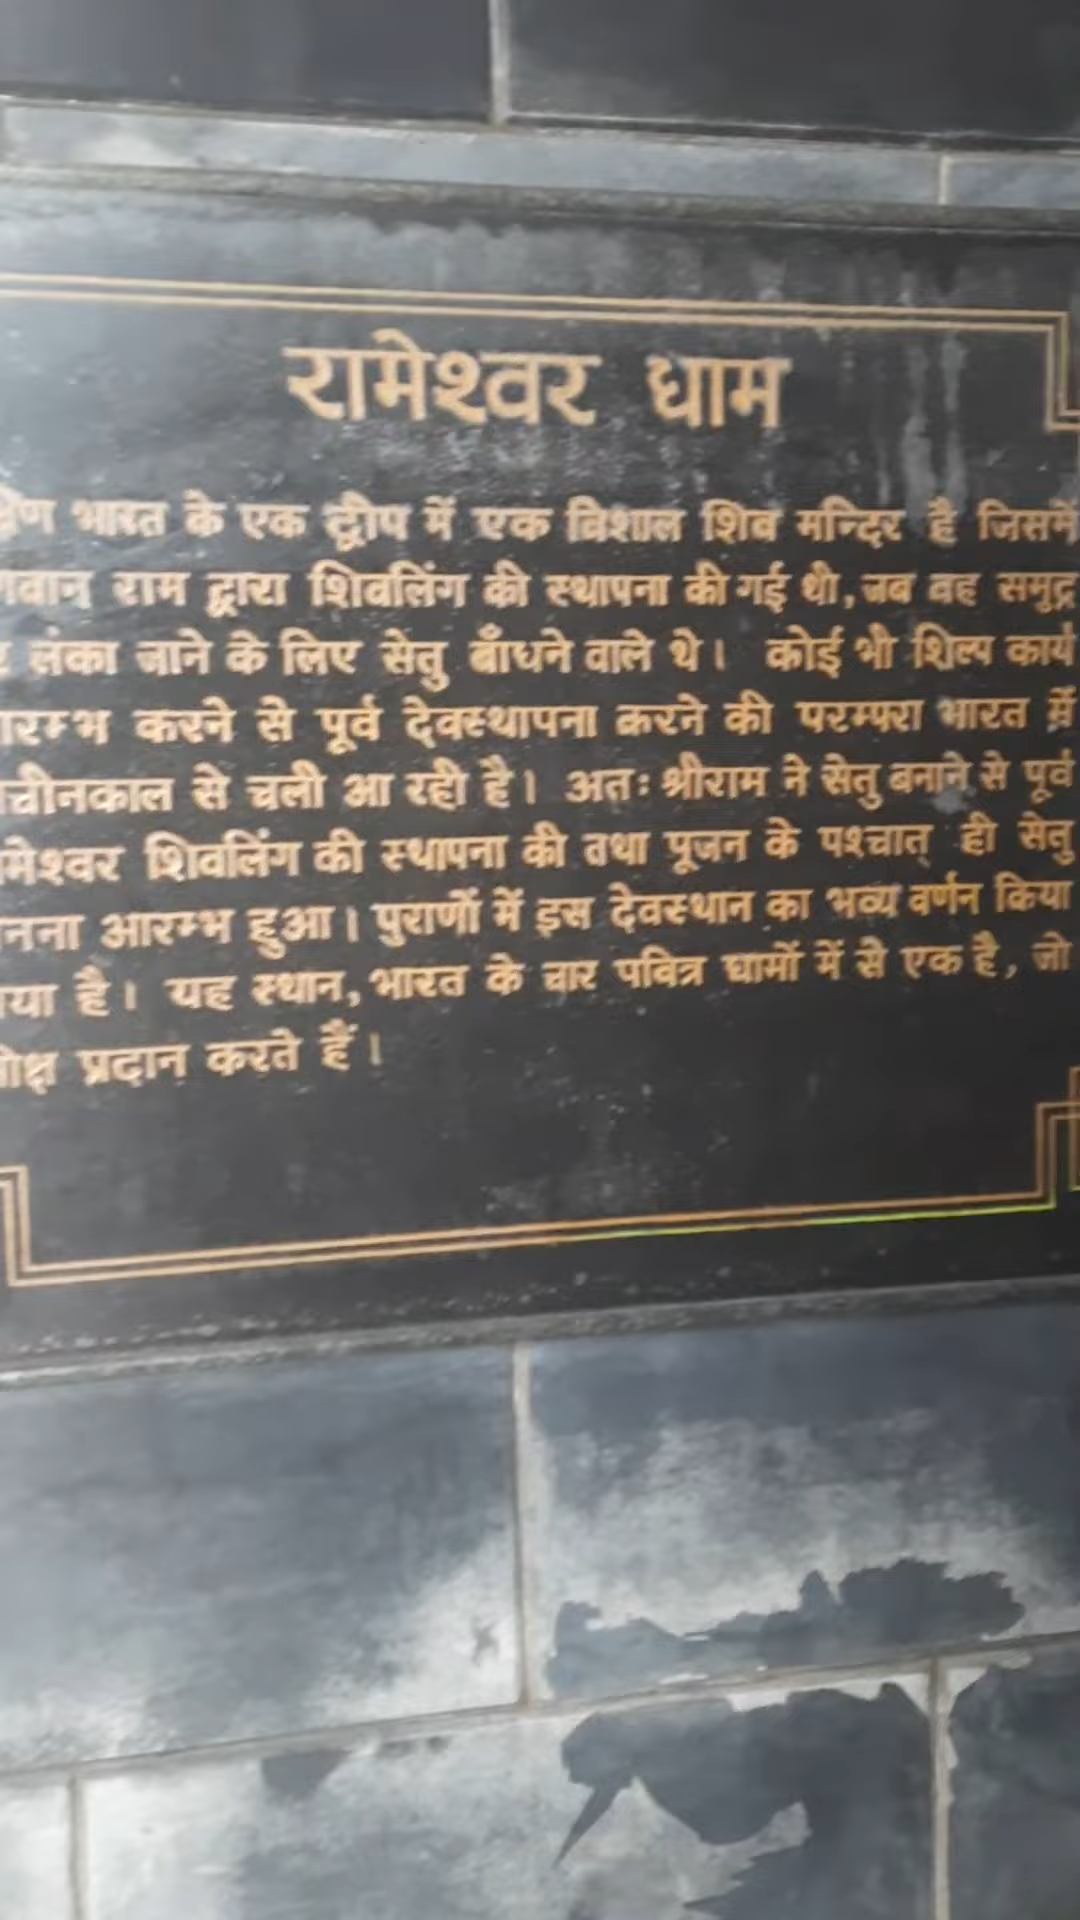 रामेश्वर धाम
भारत के एक द्वीप में एक विशाल शिव मन्दिर है जिसमें
राम द्वारा शिवलिंग की स्थापना की गई थी, जब वह समुद्र
लंका जाने के लिए सेतु बाँधने वाले थे। कोई भी शिल्प कार्य
करने से पूर्व देवस्थापना करने की परम्परा भारत में
से चली आ रही है। अतः श्रीराम ने सेतु बनाने से पूर्व
शिवलिंग की स्थापना की तथा पूजन के पश्चात् ही सेतु
आरम्भ हुआ। पुराणों में इस देवस्थान का भव्य वर्णन किया
है। यह स्थान, भारत के चार पवित्र धामों में से एक है, जो
प्रदान करते हैं।